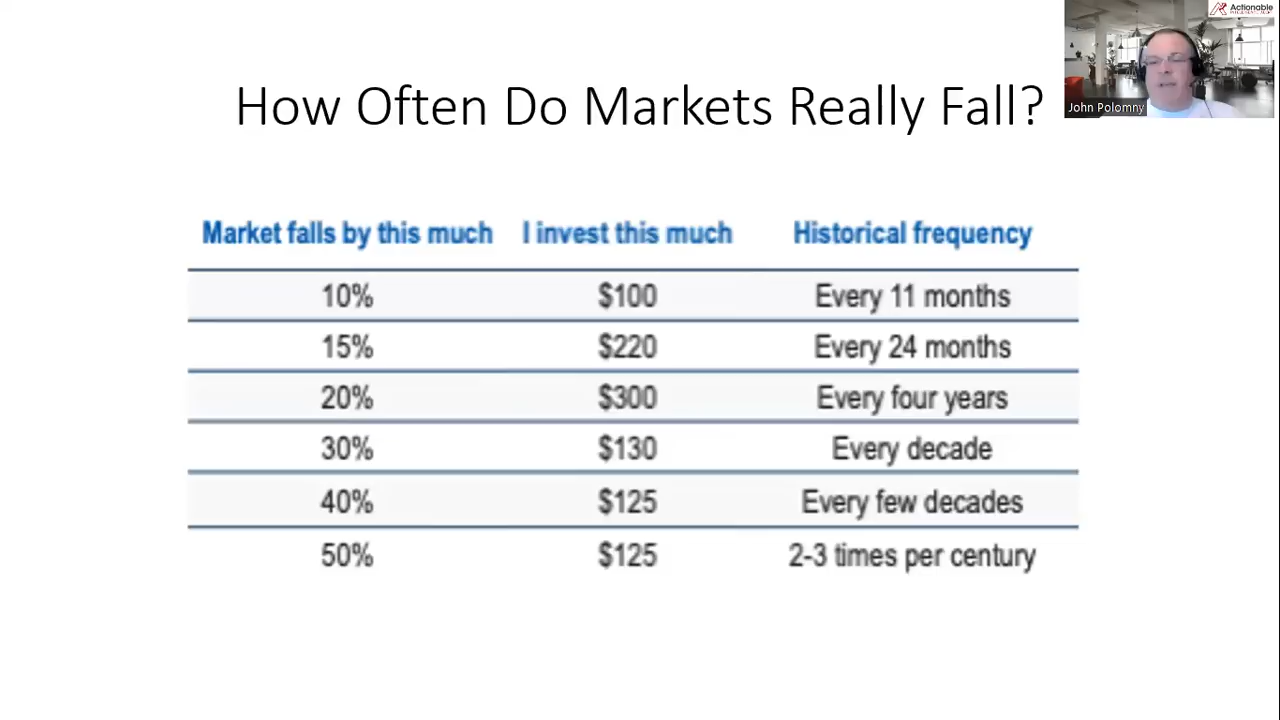 Actionable
John Polomny
How Often Do Markets Really Fall?
Market falls by this much I invest this much Historical frequency
10% $100 Every 11 months
15% $220 Every 24 months
20% $300 Every four years
30% $130 Every decade
40% $125 Every few decades
50% $125 2-3 times per century